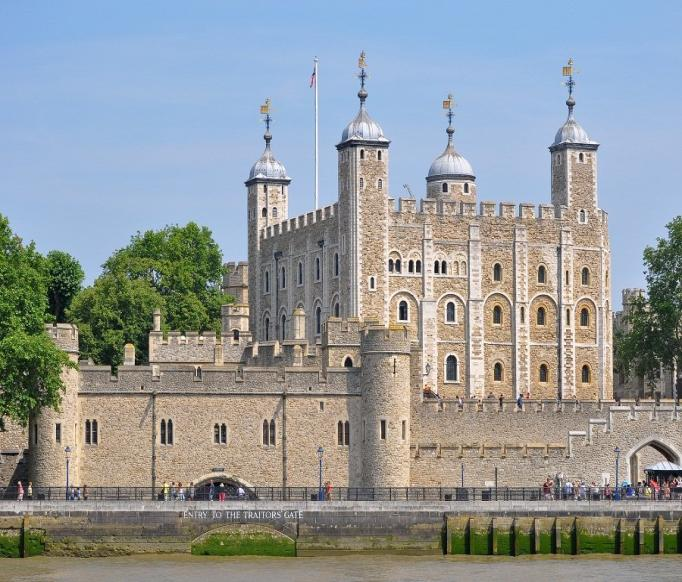 ENTRY TO THE TRAITORS GATE